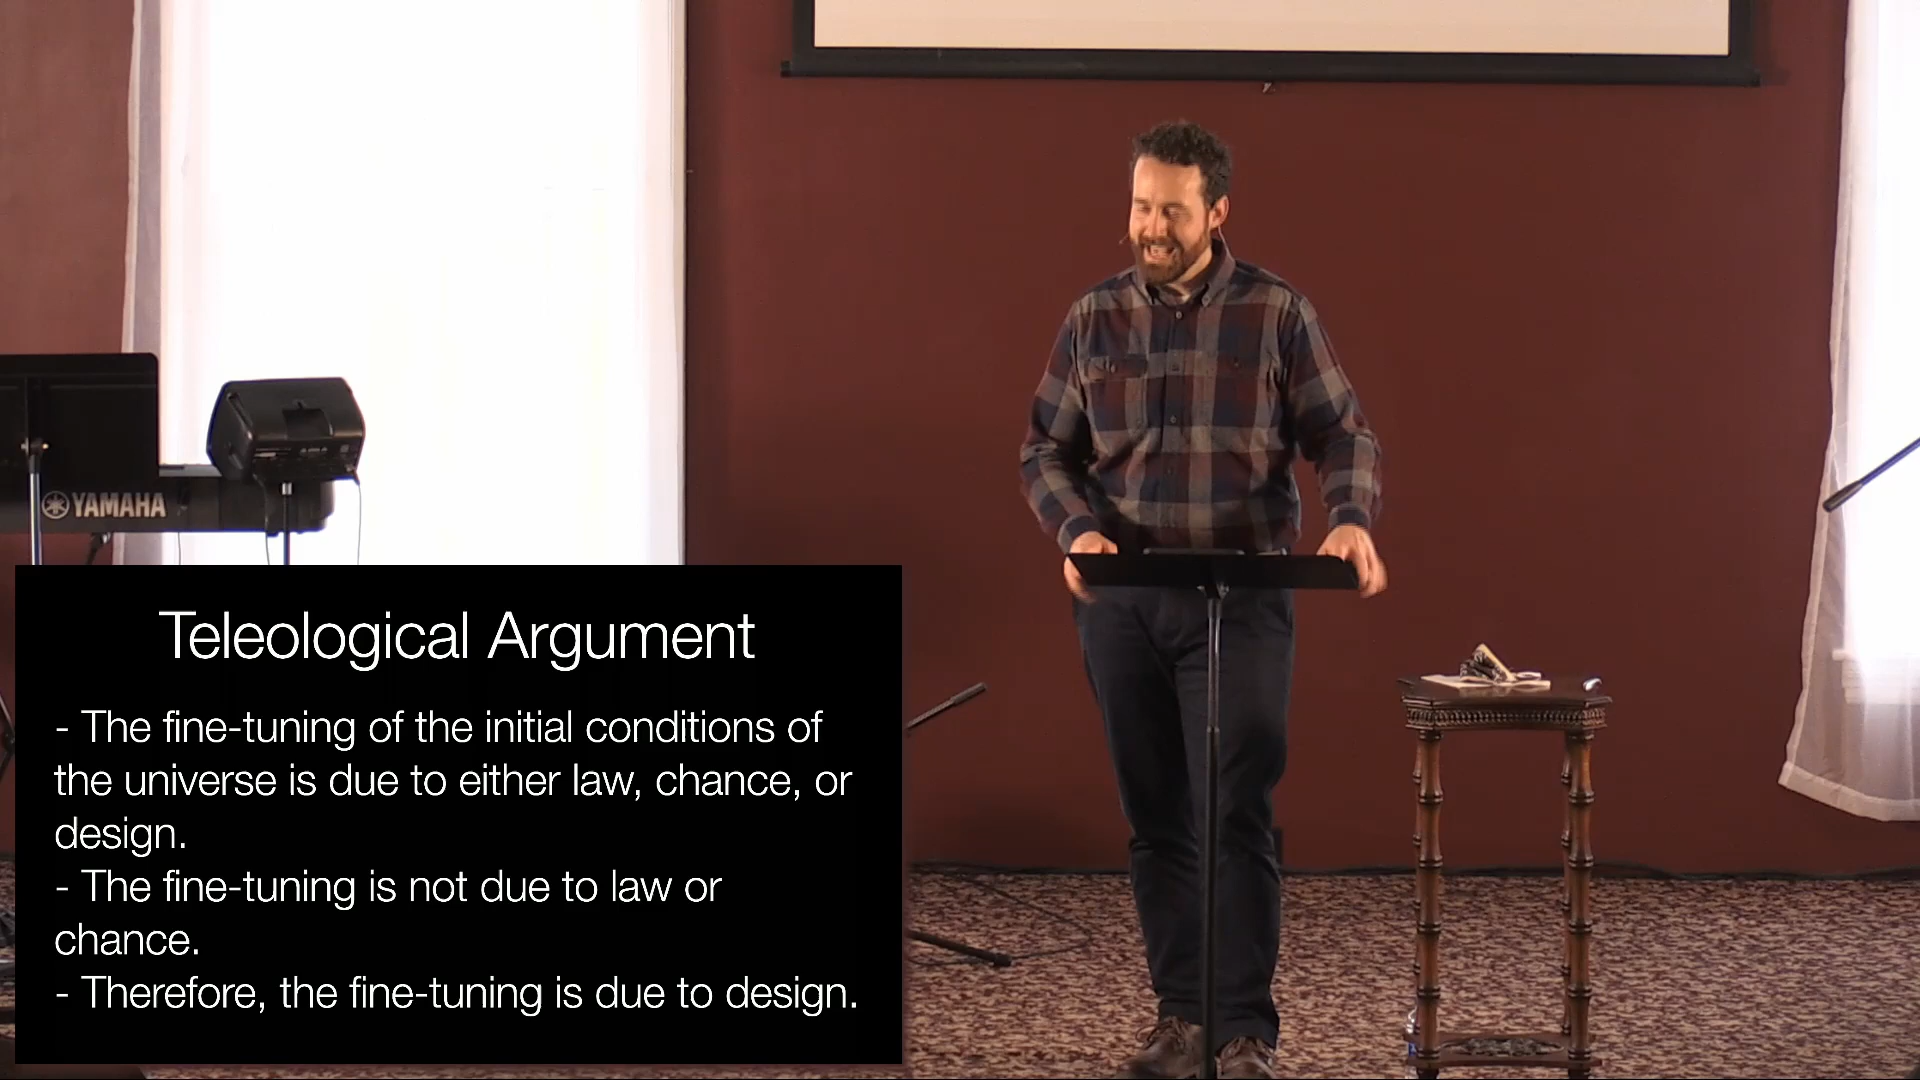 YAMAHA
Teleological Argument
- The fine-tuning of the initial conditions of
the universe is due to either law, chance, or
design.
- The fine-tuning is not due to law or
chance.
- Therefore, the fine-tuning is due to design.